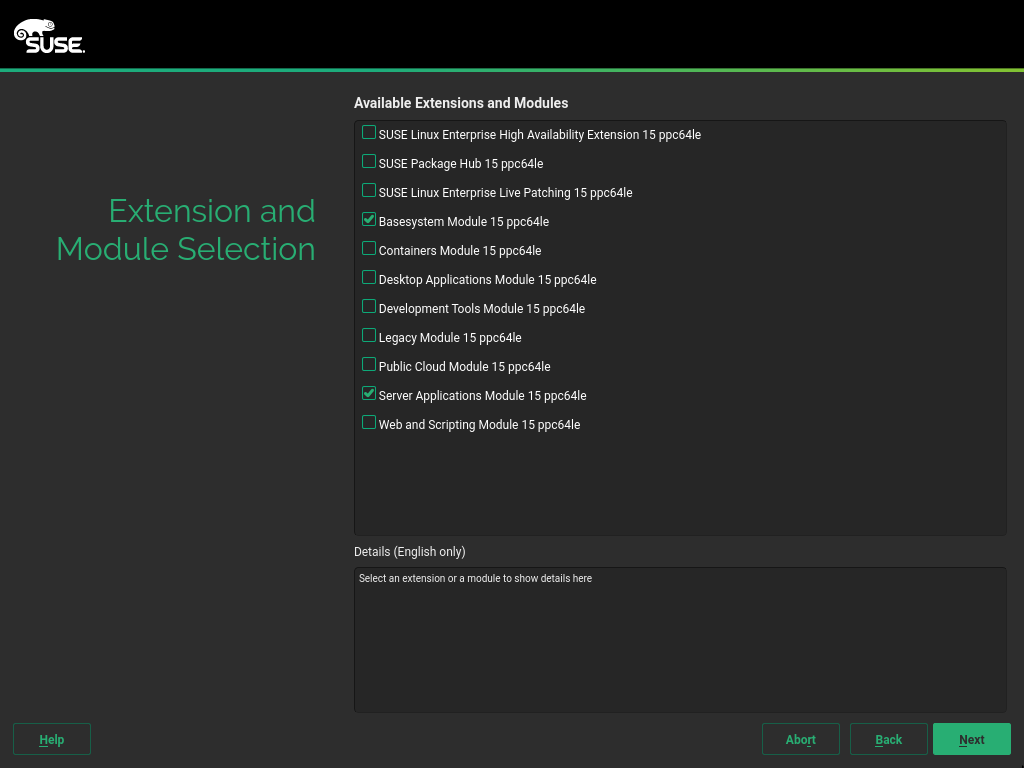 SUSE.
Available Extensions and Modules
Extension and
Module Selection
SUSE Linux Enterprise High Availability Extension 15 ppc64le
SUSE Package Hub 15 ppc64le
SUSE Linux Enterprise Live Patching 15 ppc64le
Basesystem Module 15 ppc64le
Containers Module 15 ppc64le
Desktop Applications Module 15 ppc64le
Development Tools Module 15 ppc64le
Legacy Module 15 ppc64le
Public Cloud Module 15 ppc64le
Server Applications Module 15 ppc64le
Web and Scripting Module 15 ppc64le
Details (English only)
Select an extension or a module to show details here
Help
Abort
Back
Next